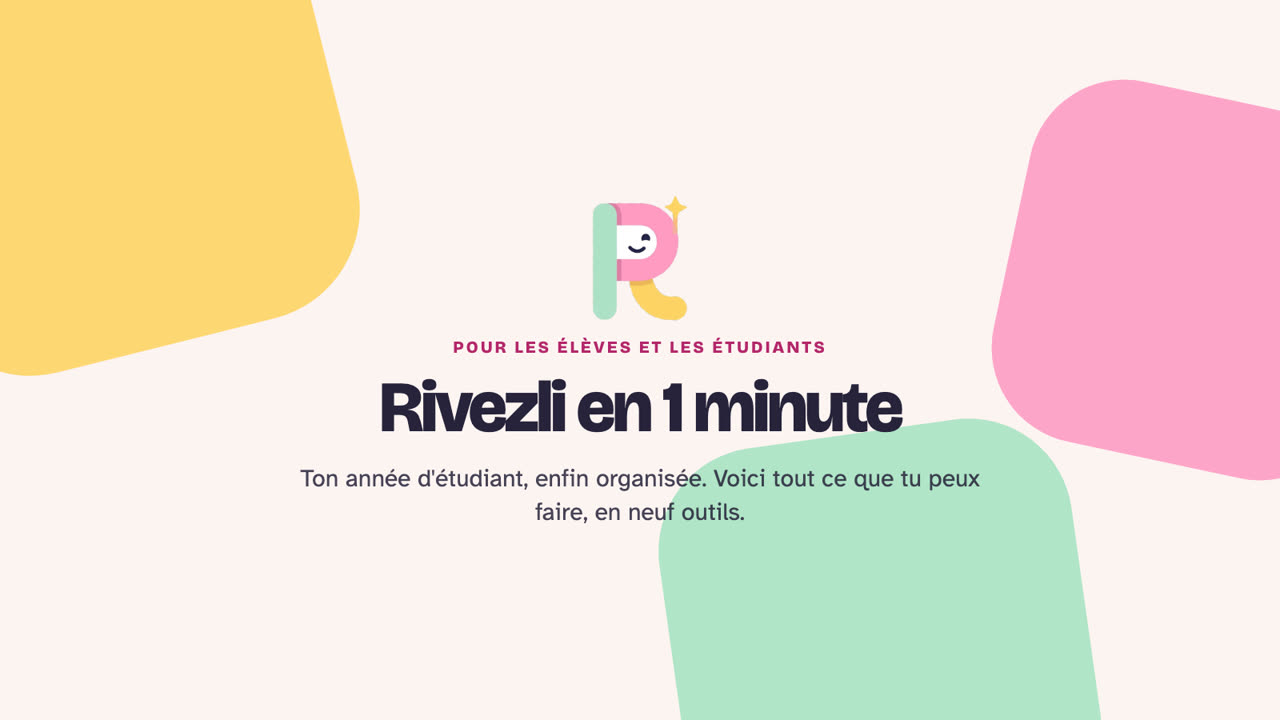 POUR LES ÉLÈVES ET LES ÉTUDIANTS
Rivezli en 1 minute
Ton année d'étudiant, enfin organisée. Voici tout ce que tu peux
faire, en neuf outils.